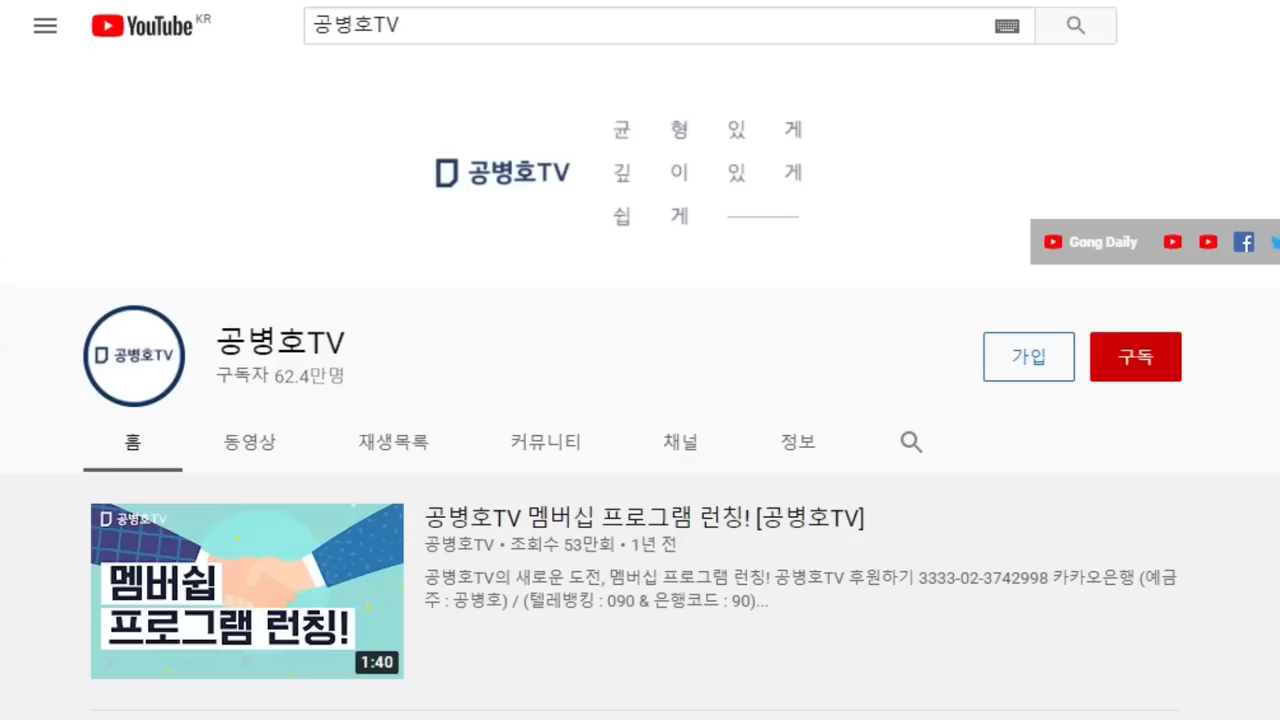 YouTube KR
공병호TV
균형있게
공병호TV
깊이있게
쉽게
Gong Daily
공병호TV
공병호TV
구독자 62.4만명
가입
구독
홈
동영상
재생목록
커뮤니티
채널
정보
공병호TV
멤버쉽
프로그램 런칭!
1:40
공병호TV 멤버십 프로그램 런칭! [공병호TV]
공병호TV • 조회수 53만회 • 1년 전
공병호TV의 새로운 도전, 멤버십 프로그램 런칭! 공병호TV 후원하기 3333-02-3742998 카카오은행 (예금
주 : 공병호) / (텔레뱅킹 : 090 & 은행코드 : 90)...